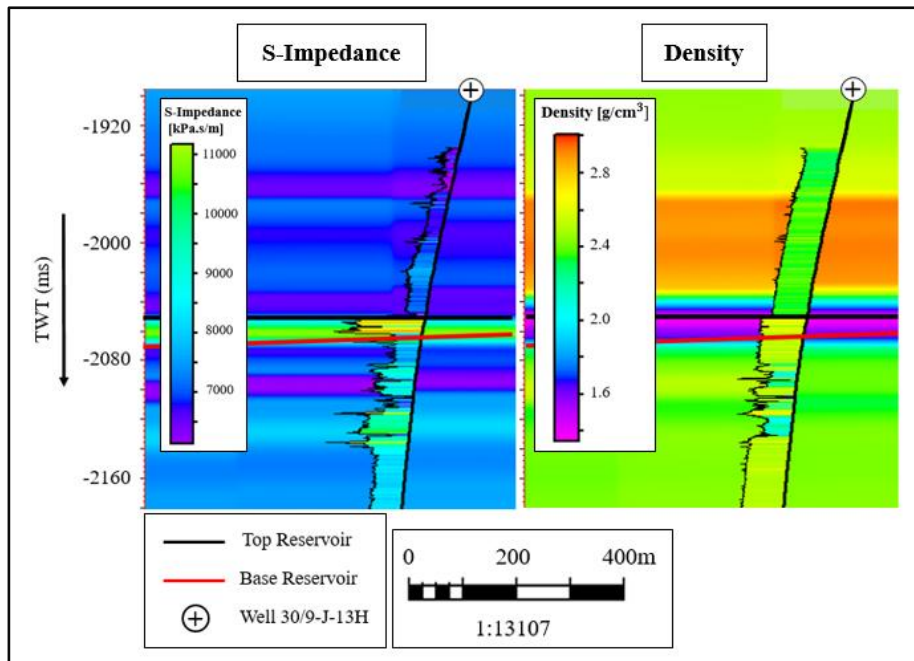 S-Impedance
Density
S-Impedance
[kPa.s/m]
11000
10000
9000
8000
7000
Density [g/cm³]
2.8
2.4
2.0
1.6
TWT (ms)
-1920
-2000
-2080
-2160
Top Reservoir
Base Reservoir
Well 30/9-J-13H
0 200 400m
1:13107